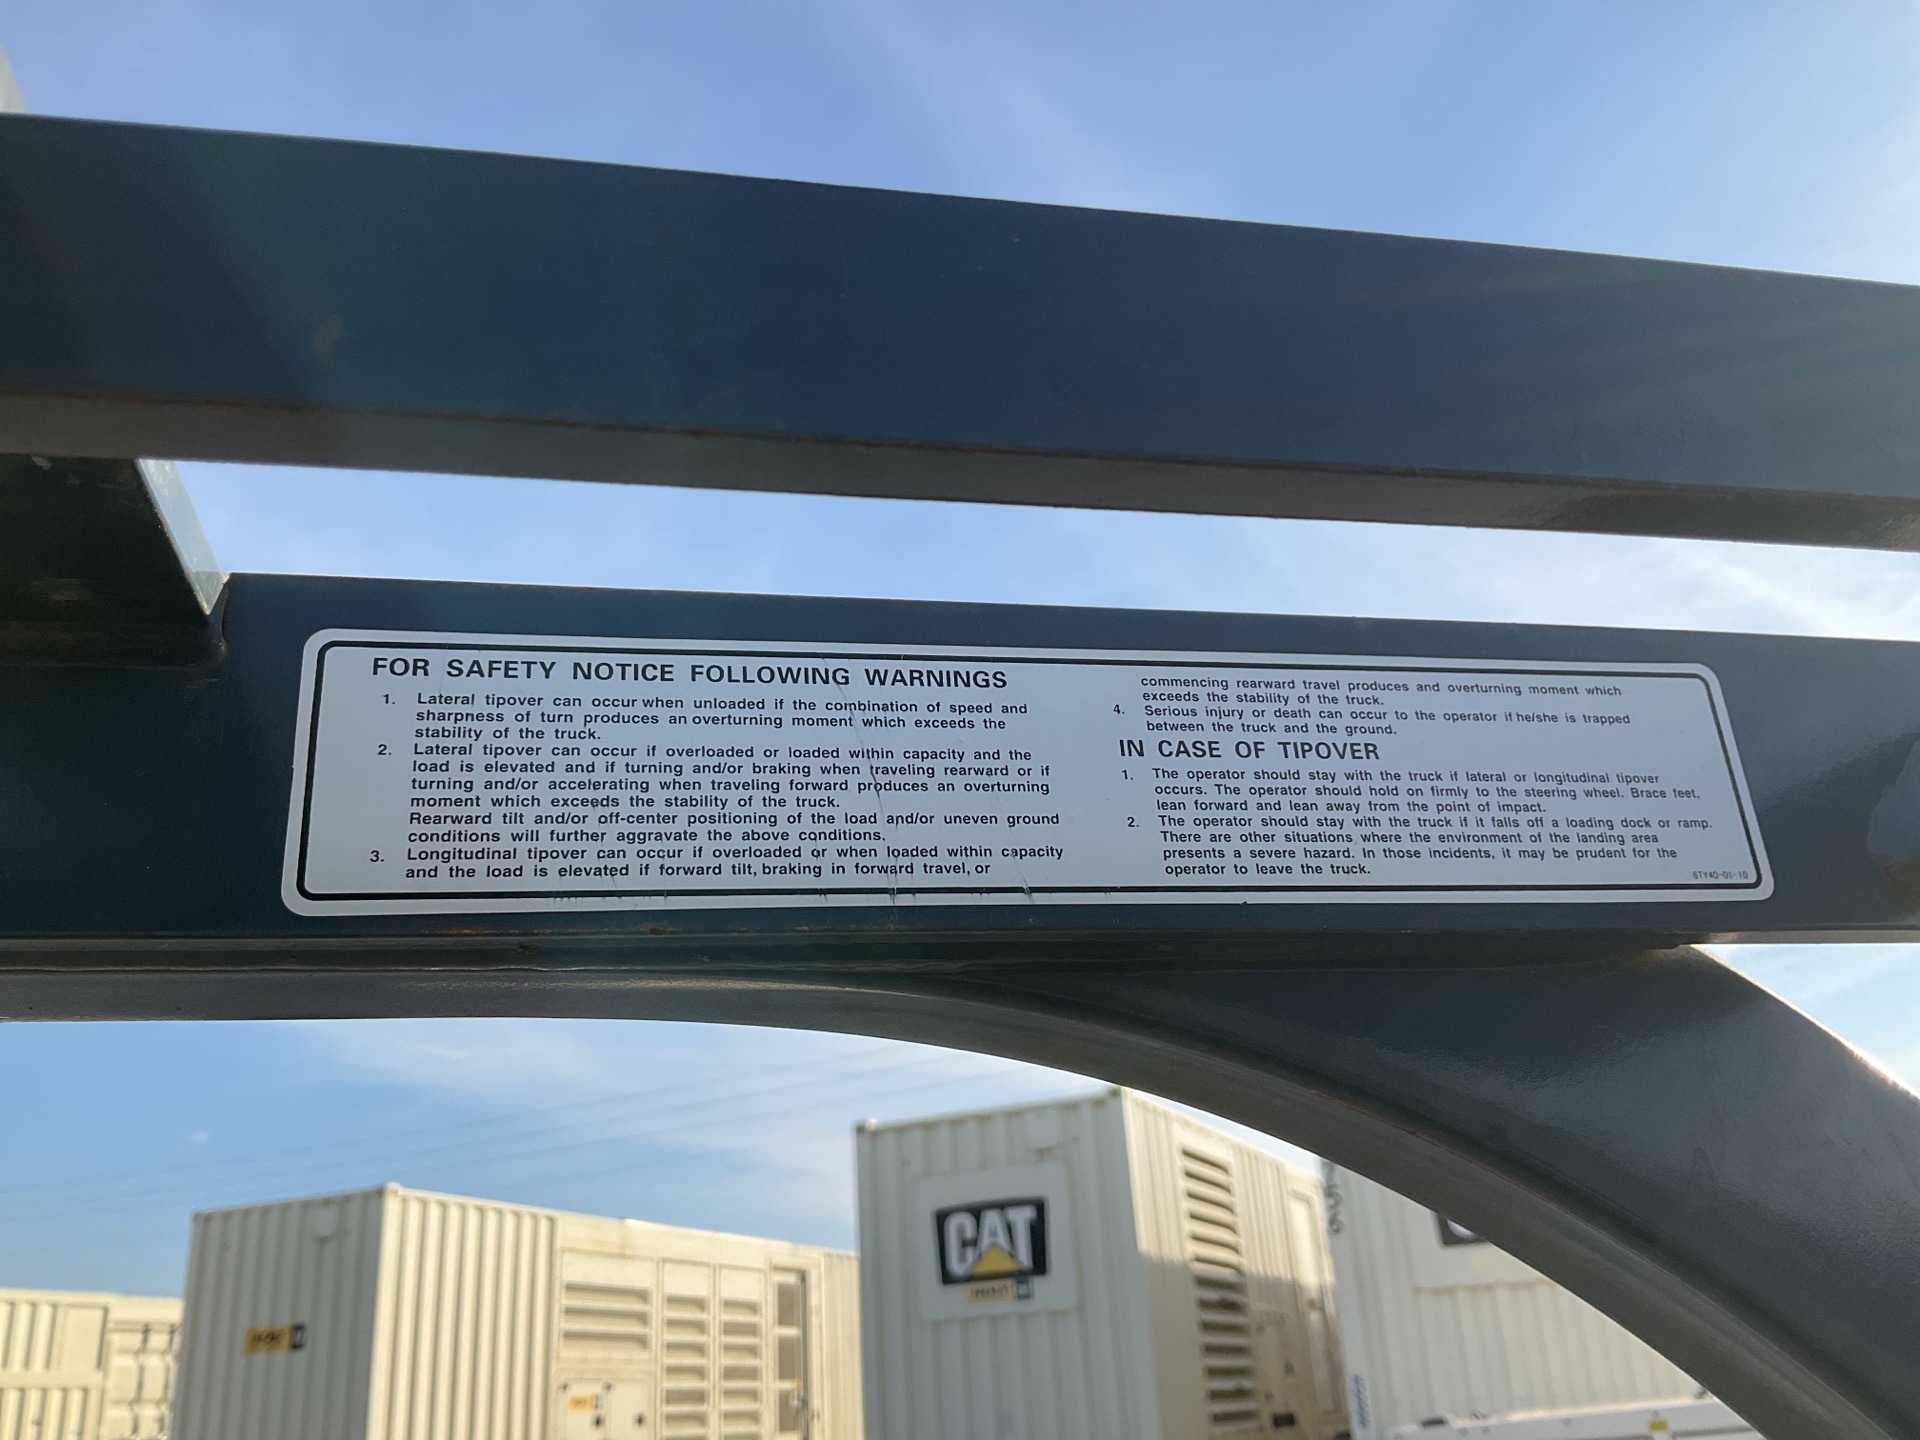 FOR SAFETY NOTICE FOLLOWING WARNINGS
1. Lateral tipover can occur when unloaded if the combination of speed and
sharpness of turn produces an overturning moment which exceeds the
stability of the truck.
2. Lateral tipover can occur if overloaded or loaded within capacity and the
load is elevated and if turning and/or braking when traveling rearward or if
turning and/or accelerating when traveling forward produces an overturning
moment which exceeds the stability of the truck.
Rearward tilt and/or off-center positioning of the load and/or uneven ground
conditions will further aggravate the above conditions.
3. Longitudinal tipover can occur if overloaded or when loaded within capacity
and the load is elevated if forward tilt, braking in forward travel, or
commencing rearward travel produces and overturning moment which
exceeds the stability of the truck.
4. Serious injury or death can occur to the operator if he/she is trapped
between the truck and the ground.
IN CASE OF TIPOVER
1. The operator should stay with the truck if lateral or longitudinal tipover
occurs. The operator should hold on firmly to the steering wheel. Brace feet,
lean forward and lean away from the point of impact.
2. The operator should stay with the truck if it falls off a loading dock or ramp.
There are other situations where the environment of the landing area
presents a severe hazard. In those incidents, it may be prudent for the
operator to leave the truck.
6TY40-01-10
CAT